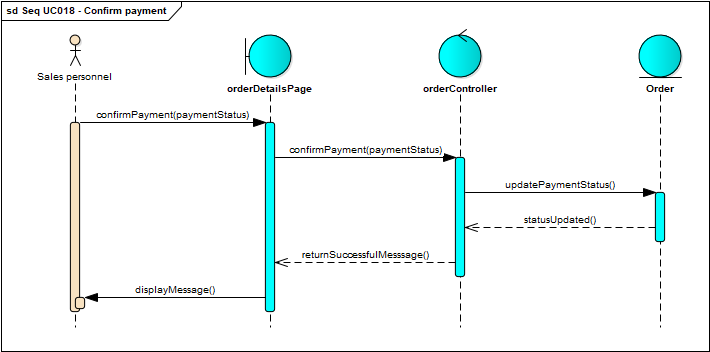 sd Seq UC018 - Confirm payment
Sales personnel
orderDetailsPage
orderController
Order
confirmPayment(paymentStatus)
confirmPayment(paymentStatus)
updatePaymentStatus()
statusUpdated()
returnSuccessfulMesssage()
displayMessage()